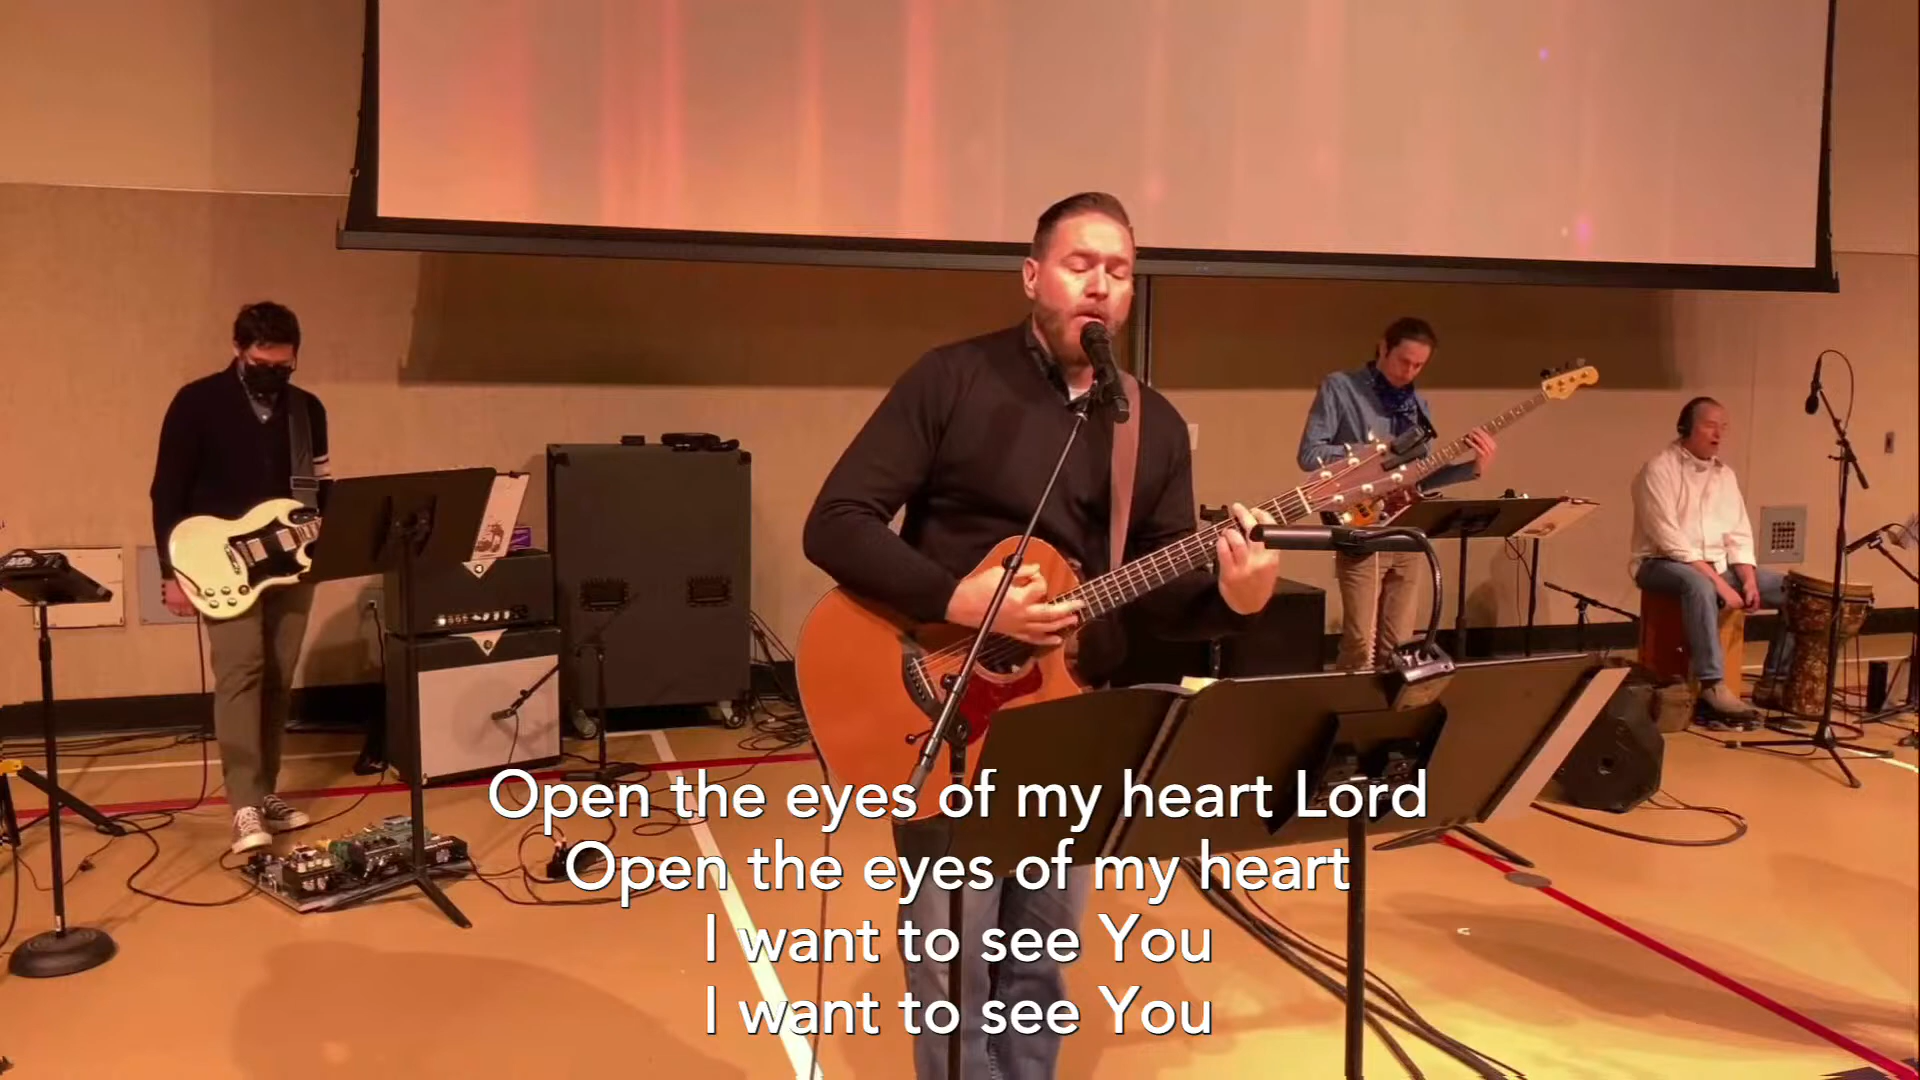 Open the eyes of my heart Lord
Open the eyes of my heart
I want to see You
I want to see You